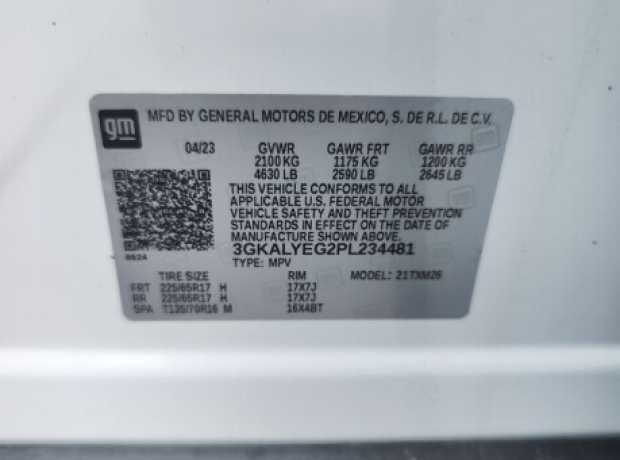 gm
MFD BY GENERAL MOTORS DE MEXICO, S. DE R.L. DE C.V.
04/23 GVWR GAWR FRT GAWR RR
2100 KG 1175 KG 1200 KG
4630 LB 2590 LB 2645 LB
THIS VEHICLE CONFORMS TO ALL
APPLICABLE U.S. FEDERAL MOTOR
VEHICLE SAFETY AND THEFT PREVENTION
STANDARDS IN EFFECT ON THE DATE OF
MANUFACTURE SHOWN ABOVE.
8624 3GKALYEG2PL234481
TYPE: MPV MODEL: 21TXM26
TIRE SIZE RIM
FRT 225/65R17 H 17X7J
RR 225/65R17 H 17X7J
SPA T135/70R16 M 16X4BT